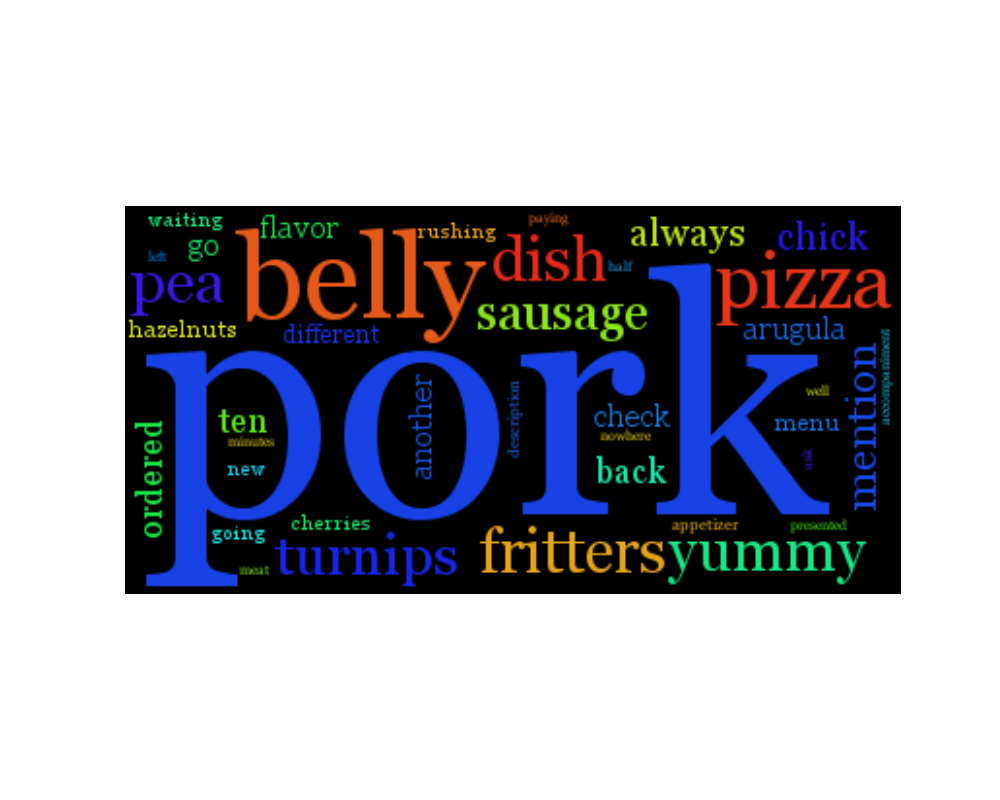 waiting
flavor
rushing
paying
always
chick
go
left
belly
dish
half
pizza
pea
sausage
hazelnuts
different
arugula
pork
mention
accompaniment
ten
minutes
another
description
check
nowhere
well
menu
ordered
new
back
ask
going
cherries
appetizer
presented
meat
turnips
fritters
yummy